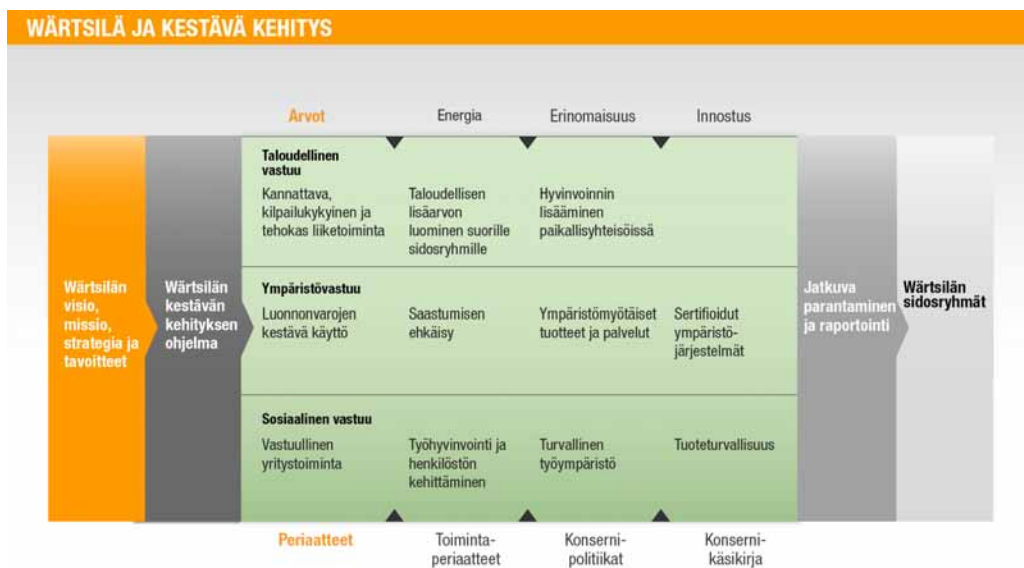 WÄRTSILÄ JA KESTÄVÄ KEHITYS
Arvot
Energia
Erinomaisuus
Innostus
Wärtsilän
visio,
missio,
strategia ja
tavoitteet
Wärtsilän
kestävän
kehityksen
ohjelma
Taloudellinen
vastuu
Kannattava,
kilpailukykyinen ja
tehokas liiketoiminta
Taloudellisen
lisäarvon
luominen suorille
sidosryhmille
Hyvinvoinnin
lisääminen
paikallisyhteisöissä
Ympäristövastuu
Luonnonvarojen
kestävä käyttö
Saastumisen
ehkäisy
Ympäristömyötäiset
tuotteet ja palvelut
Sertifioidut
ympäristö-
järjestelmät
Sosiaalinen vastuu
Vastuullinen
yritystoiminta
Työhyvinvointi ja
henkilöstön
kehittäminen
Turvallinen
työympäristö
Tuoteturvallisuus
Jatkuva
parantaminen
ja raportointi
Wärtsilän
sidosryhmät
Periaatteet
Toiminta-
periaatteet
Konserni-
politiikat
Konserni-
käsikirja